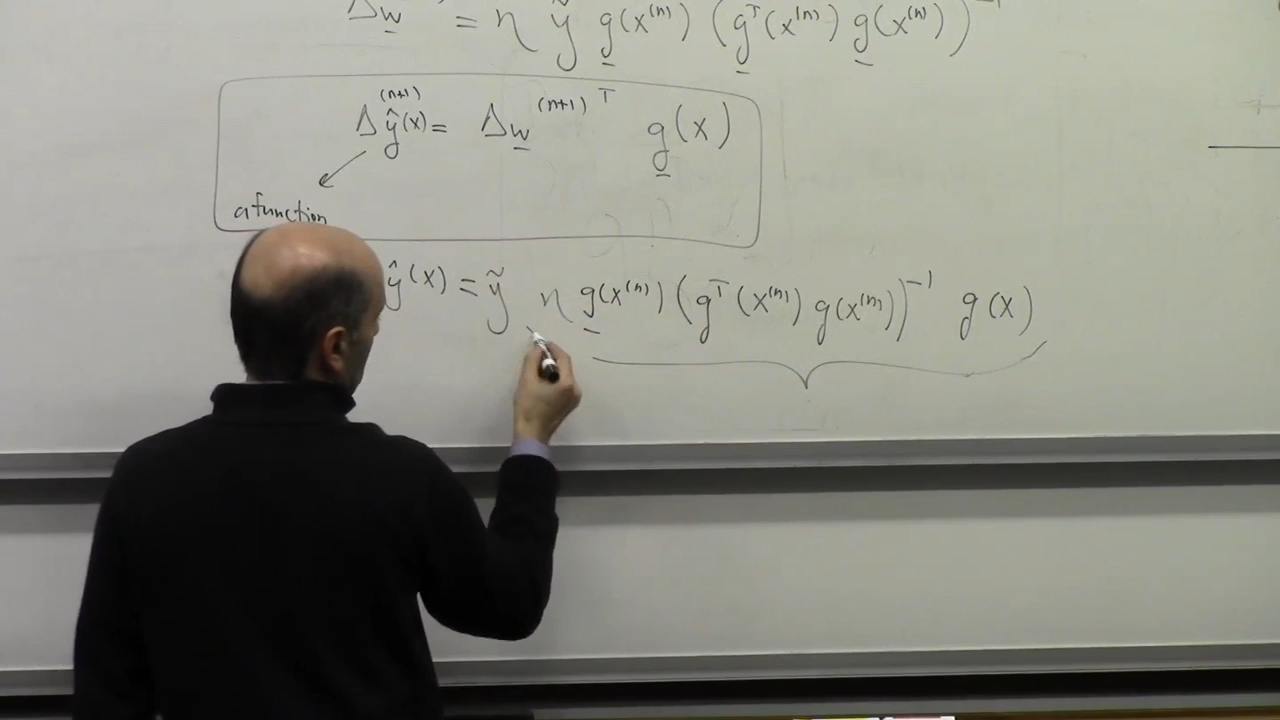 Δw = η ỹ g(x⁽ⁿ⁾) (gᵀ(x⁽ⁿ⁾) g(x⁽ⁿ⁾))⁻¹
Δŷ⁽ⁿ⁺¹⁾(x) = Δw⁽ⁿ⁺¹⁾ᵀ g(x)
a function
ŷ(x) = ỹ η g(x⁽ⁿ⁾) (gᵀ(x⁽ⁿ⁾) g(x⁽ⁿ⁾))⁻¹ g(x)